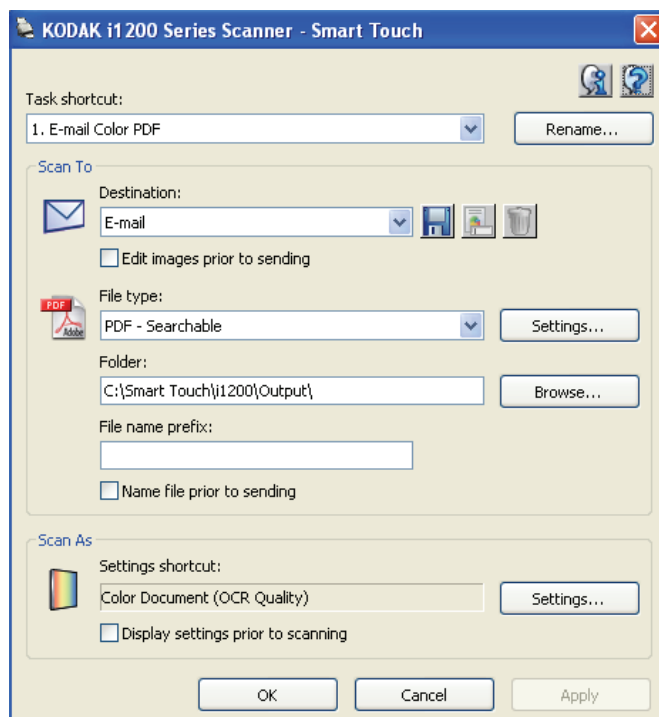 KODAK i1200 Series Scanner - Smart Touch
Task shortcut:
1. E-mail Color PDF
Rename...
Scan To
Destination:
E-mail
Edit images prior to sending
PDF
Adobe
File type:
PDF - Searchable
Settings...
Folder:
C:\Smart Touch\i1200\Output\
Browse...
File name prefix:
Name file prior to sending
Scan As
Settings shortcut:
Color Document (OCR Quality)
Settings...
Display settings prior to scanning
OK
Cancel
Apply